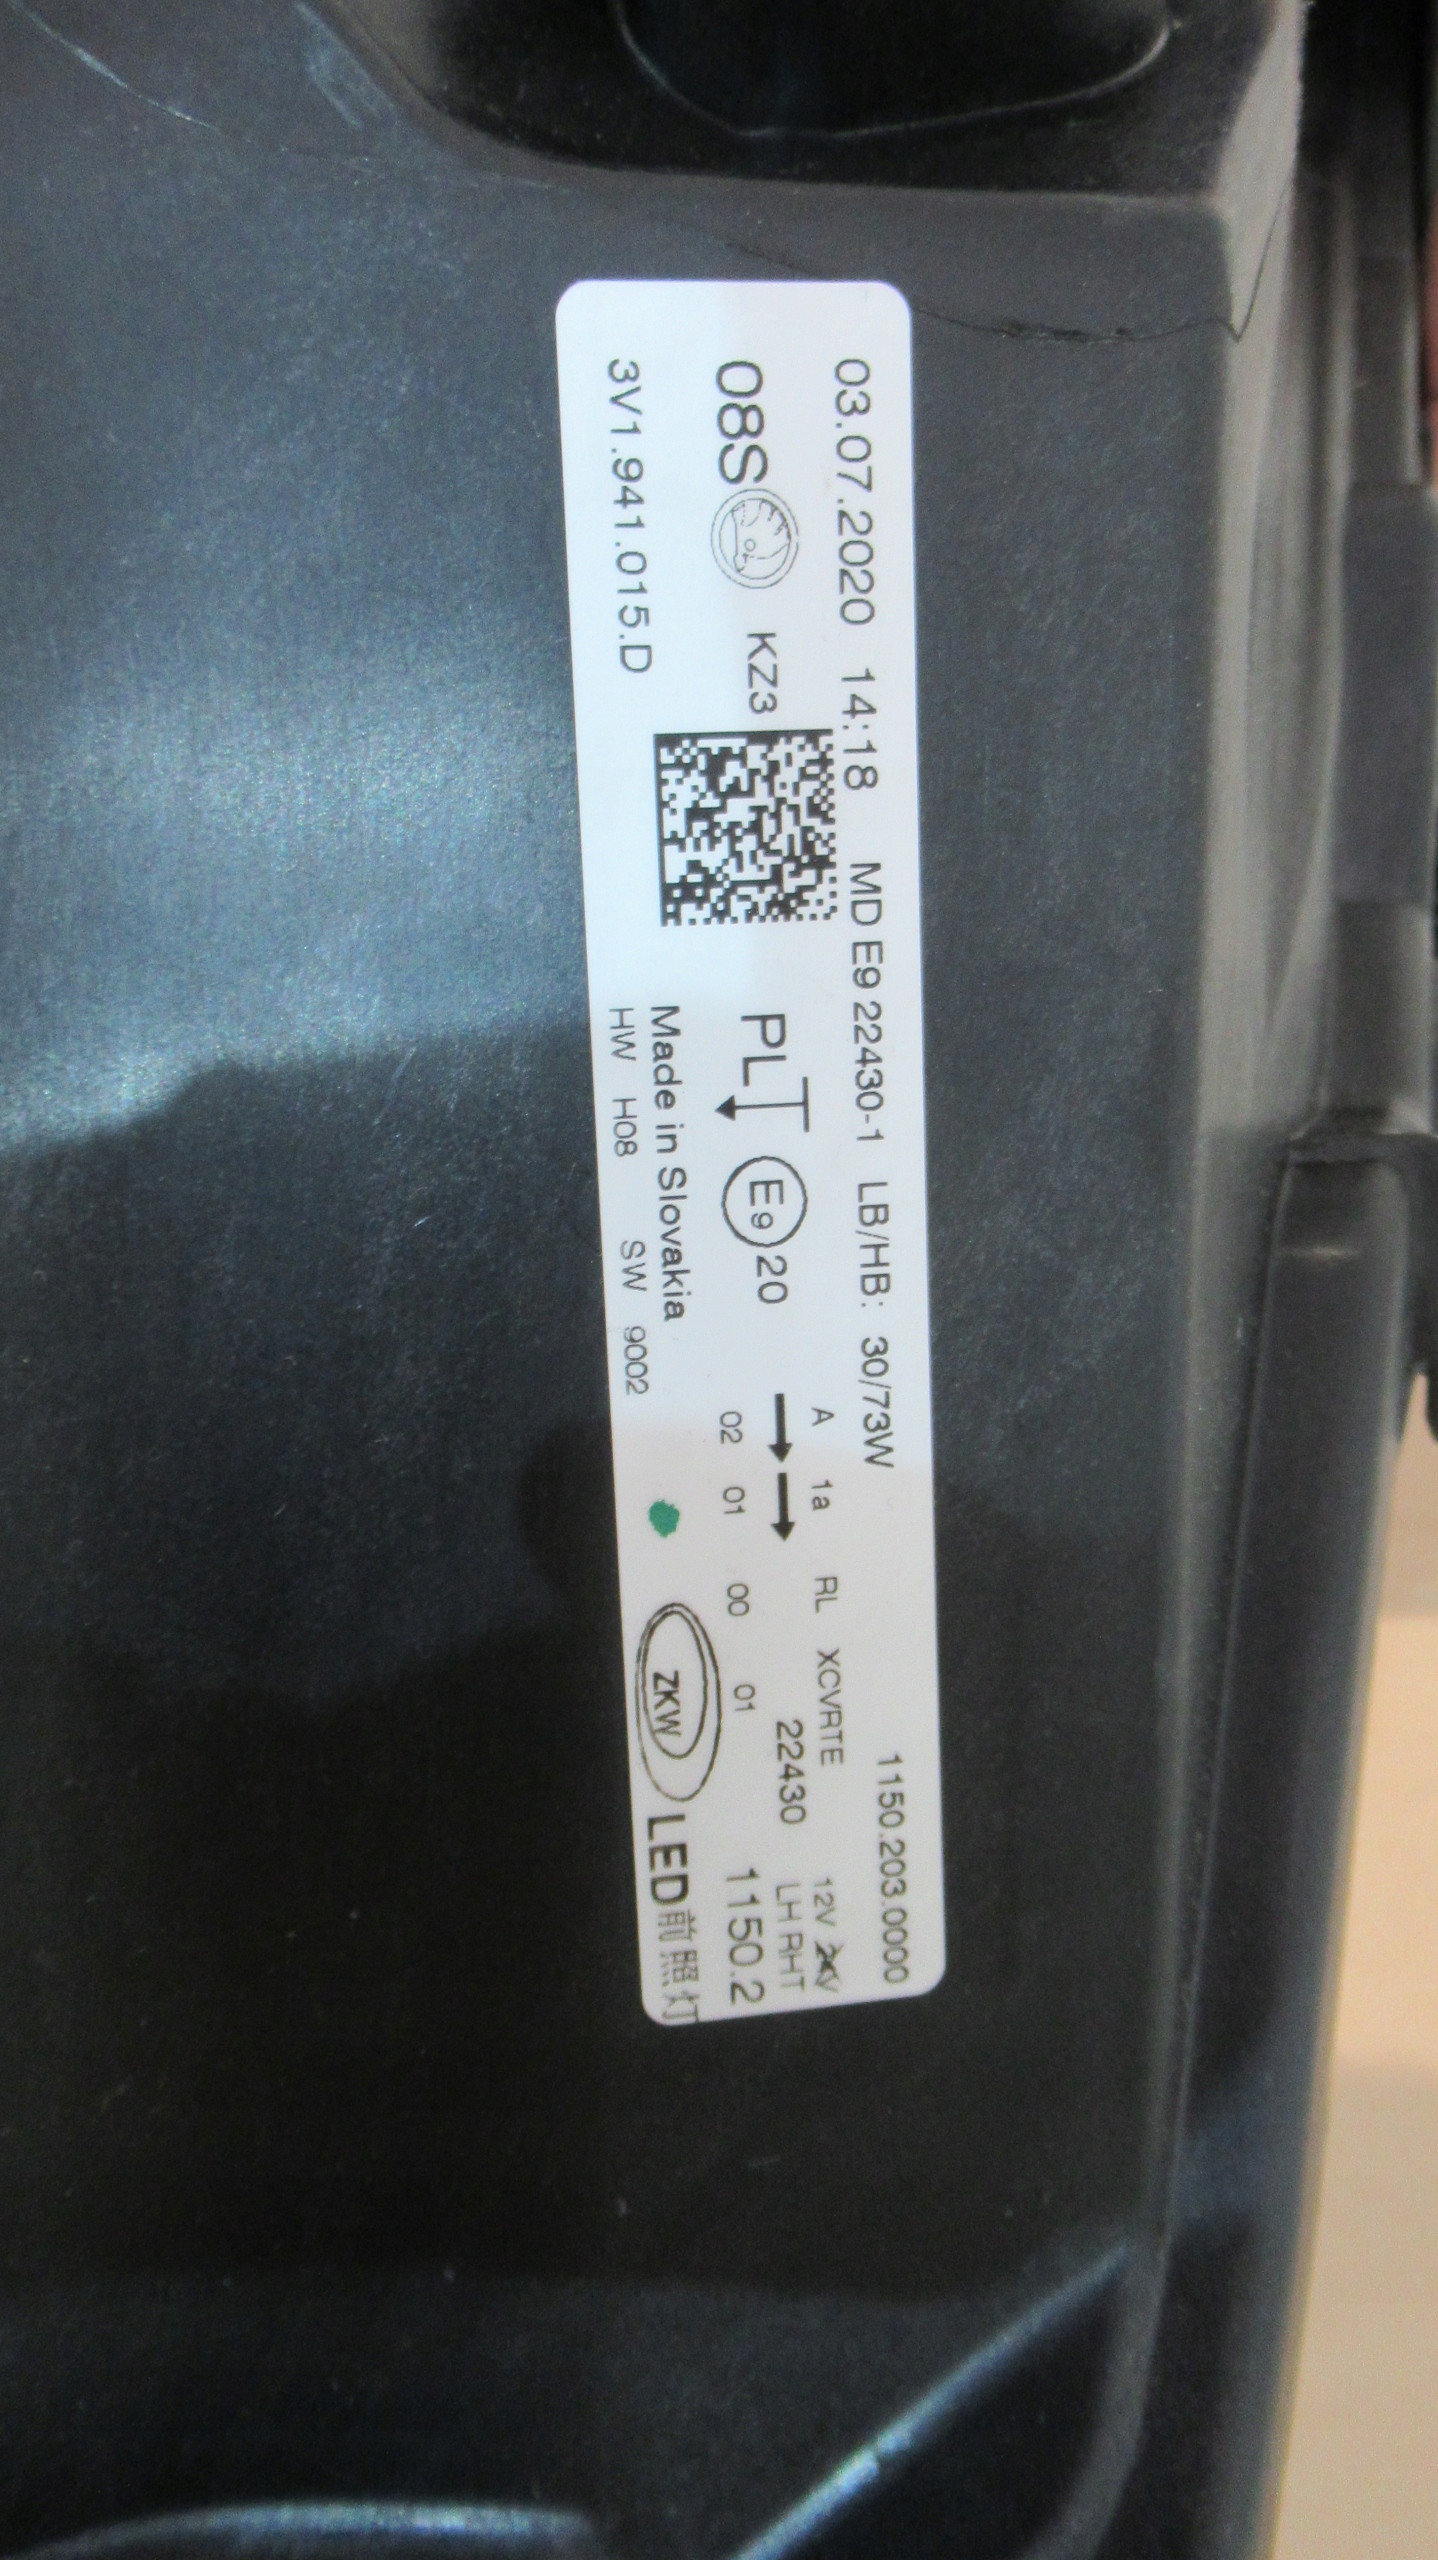 03.07.2020 14:18 MD E9 22430-1 LB/HB: 30/73W 1150.203.0000
A 1a RL XCVRTE 12V 24V
08S KZ3 PL E9 20 22430 LH RHT
02 01 00 01 1150.2
Made in Slovakia
3V1.941.015.D HW H08 SW 9002 ZKW LED前照灯